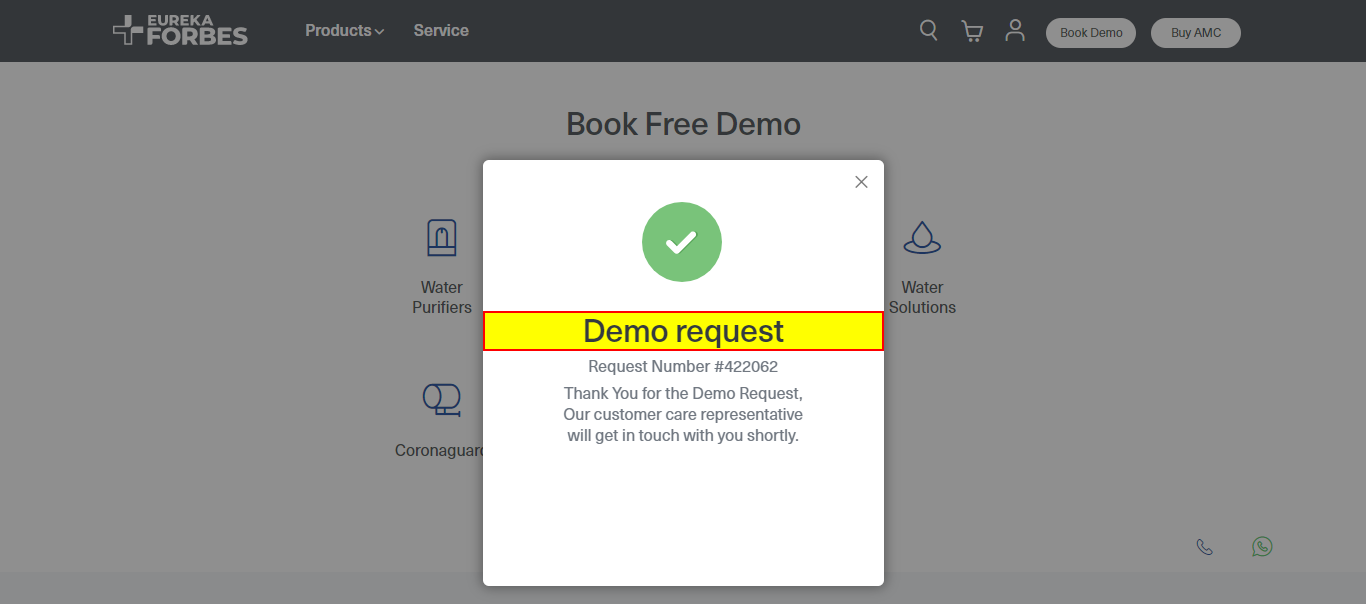 EUREKA
FORBES
Products
Service
Book Demo
Buy AMC
Book Free Demo
Water
Purifiers
Water
Solutions
Demo request
Request Number #422062
Thank You for the Demo Request,
Our customer care representative
will get in touch with you shortly.
Coronaguard